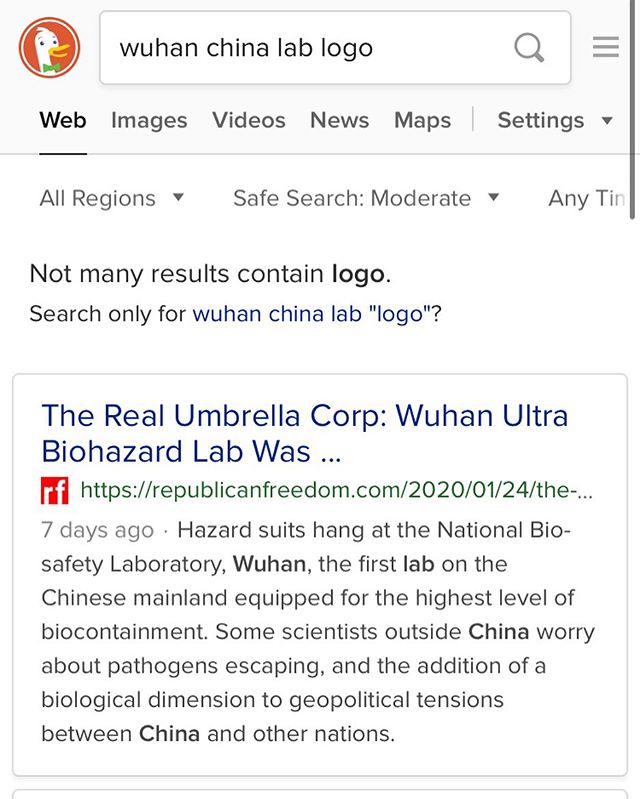 wuhan china lab logo
Web Images Videos News Maps Settings
All Regions Safe Search: Moderate Any Tim
Not many results contain logo.
Search only for wuhan china lab "logo"?
The Real Umbrella Corp: Wuhan Ultra
Biohazard Lab Was ...
rf https://republicanfreedom.com/2020/01/24/the-...
7 days ago · Hazard suits hang at the National Bio-
safety Laboratory, Wuhan, the first lab on the
Chinese mainland equipped for the highest level of
biocontainment. Some scientists outside China worry
about pathogens escaping, and the addition of a
biological dimension to geopolitical tensions
between China and other nations.